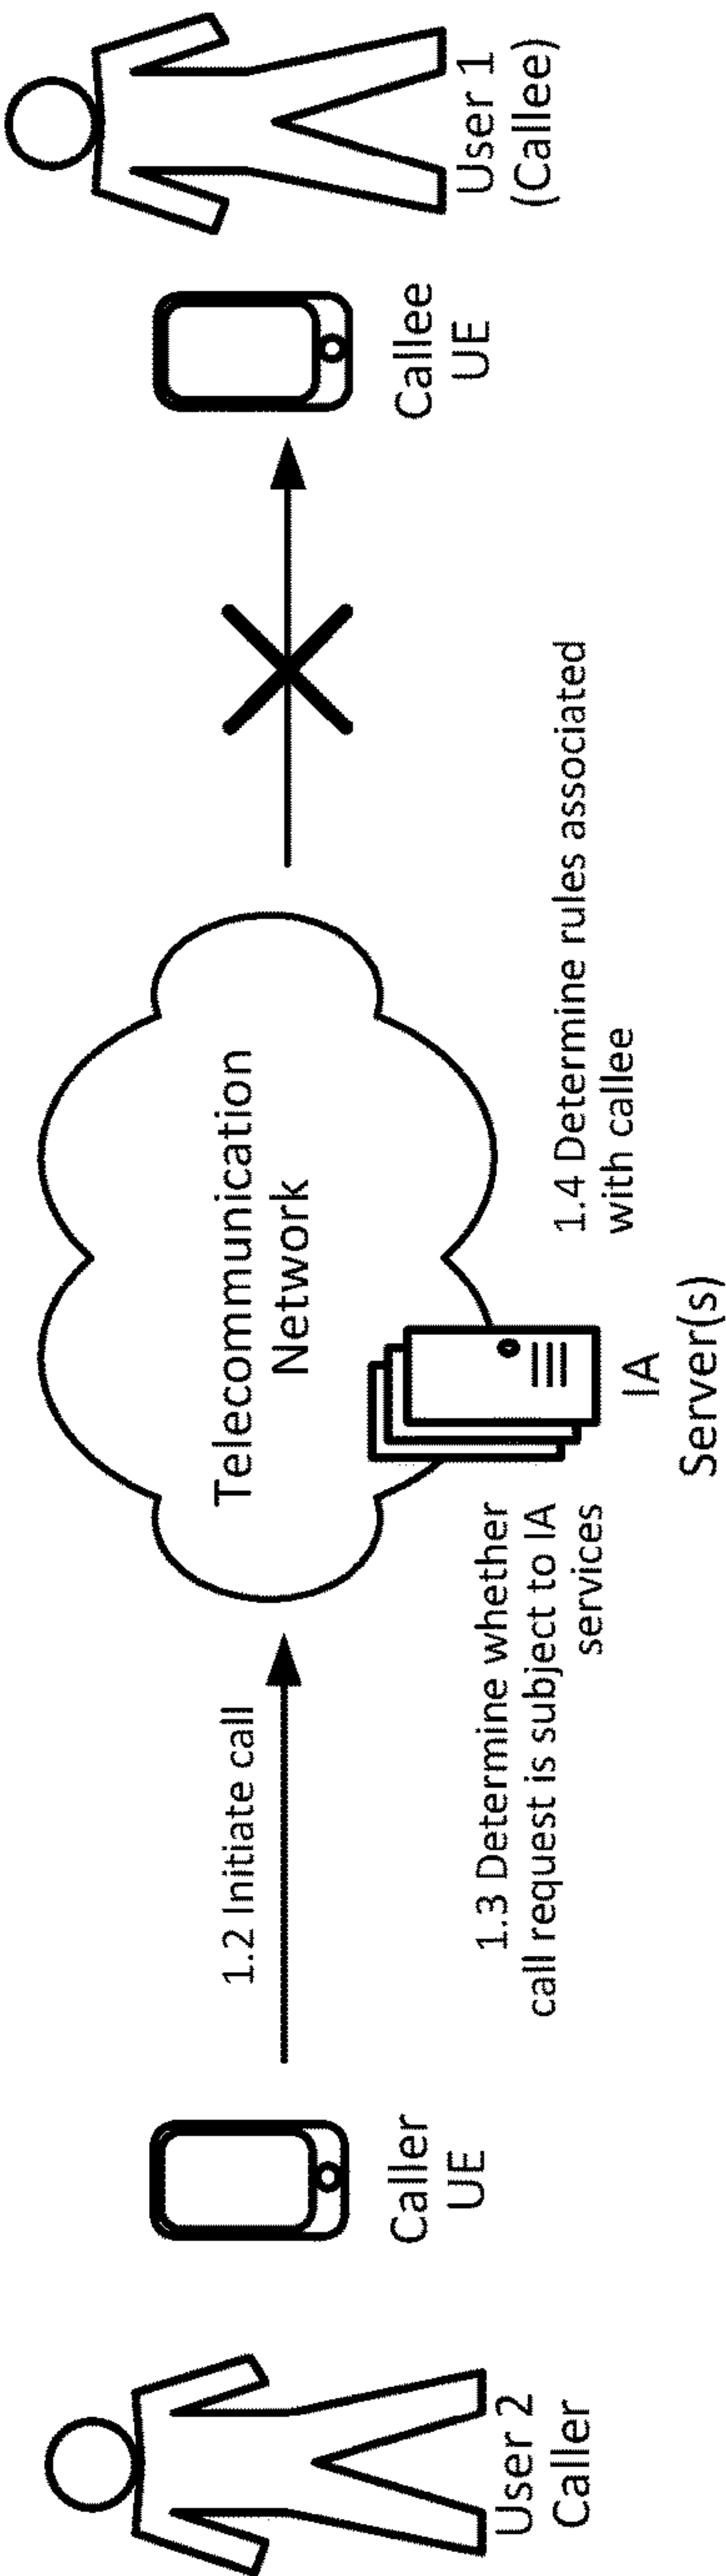 User 2
Caller
Caller
UE
1.2 Initiate call
1.3 Determine whether
call request is subject to IA
services
Telecommunication
Network
IA
Server(s)
1.4 Determine rules associated
with callee
Callee
UE
User 1
(Callee)